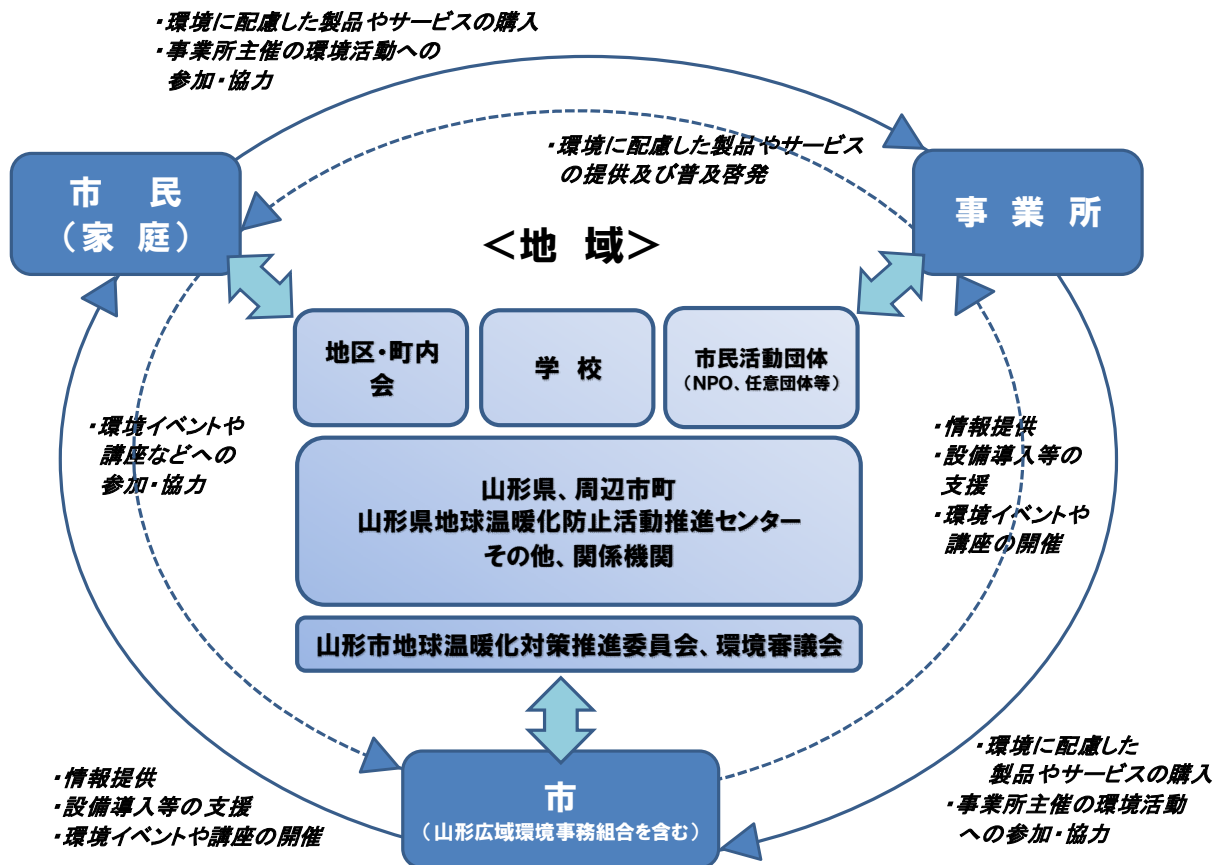 ・環境に配慮した製品やサービスの購入
・事業所主催の環境活動への
参加・協力
・環境に配慮した製品やサービス
の提供及び普及啓発
市 民
（家 庭）
事 業 所
＜地 域＞
地区・町内
会
学 校
市民活動団体
（NPO、任意団体等）
・環境イベントや
講座などへの
参加・協力
・情報提供
・設備導入等の
支援
・環境イベントや
講座の開催
山形県、周辺市町
山形県地球温暖化防止活動推進センター
その他、関係機関
山形市地球温暖化対策推進委員会、環境審議会
・情報提供
・設備導入等の支援
・環境イベントや講座の開催
市
（山形広域環境事務組合を含む）
・環境に配慮した
製品やサービスの購入
・事業所主催の環境活動
への参加・協力